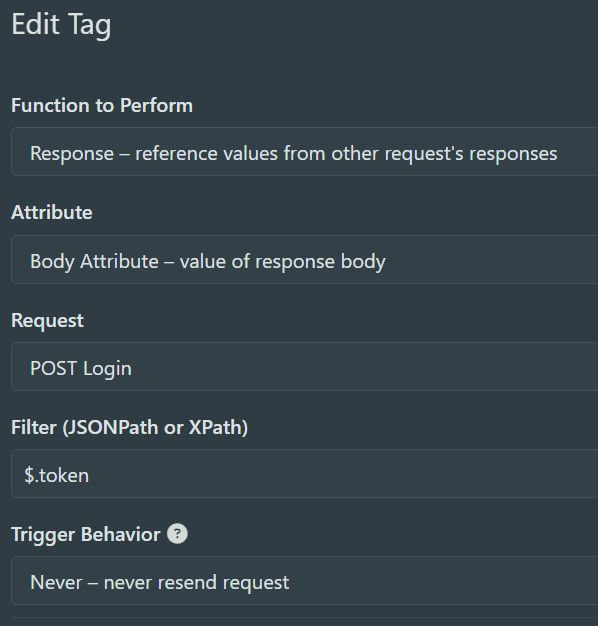 Edit Tag
Function to Perform
Response – reference values from other request's responses
Attribute
Body Attribute – value of response body
Request
POST Login
Filter (JSONPath or XPath)
$.token
Trigger Behavior ?
Never – never resend request